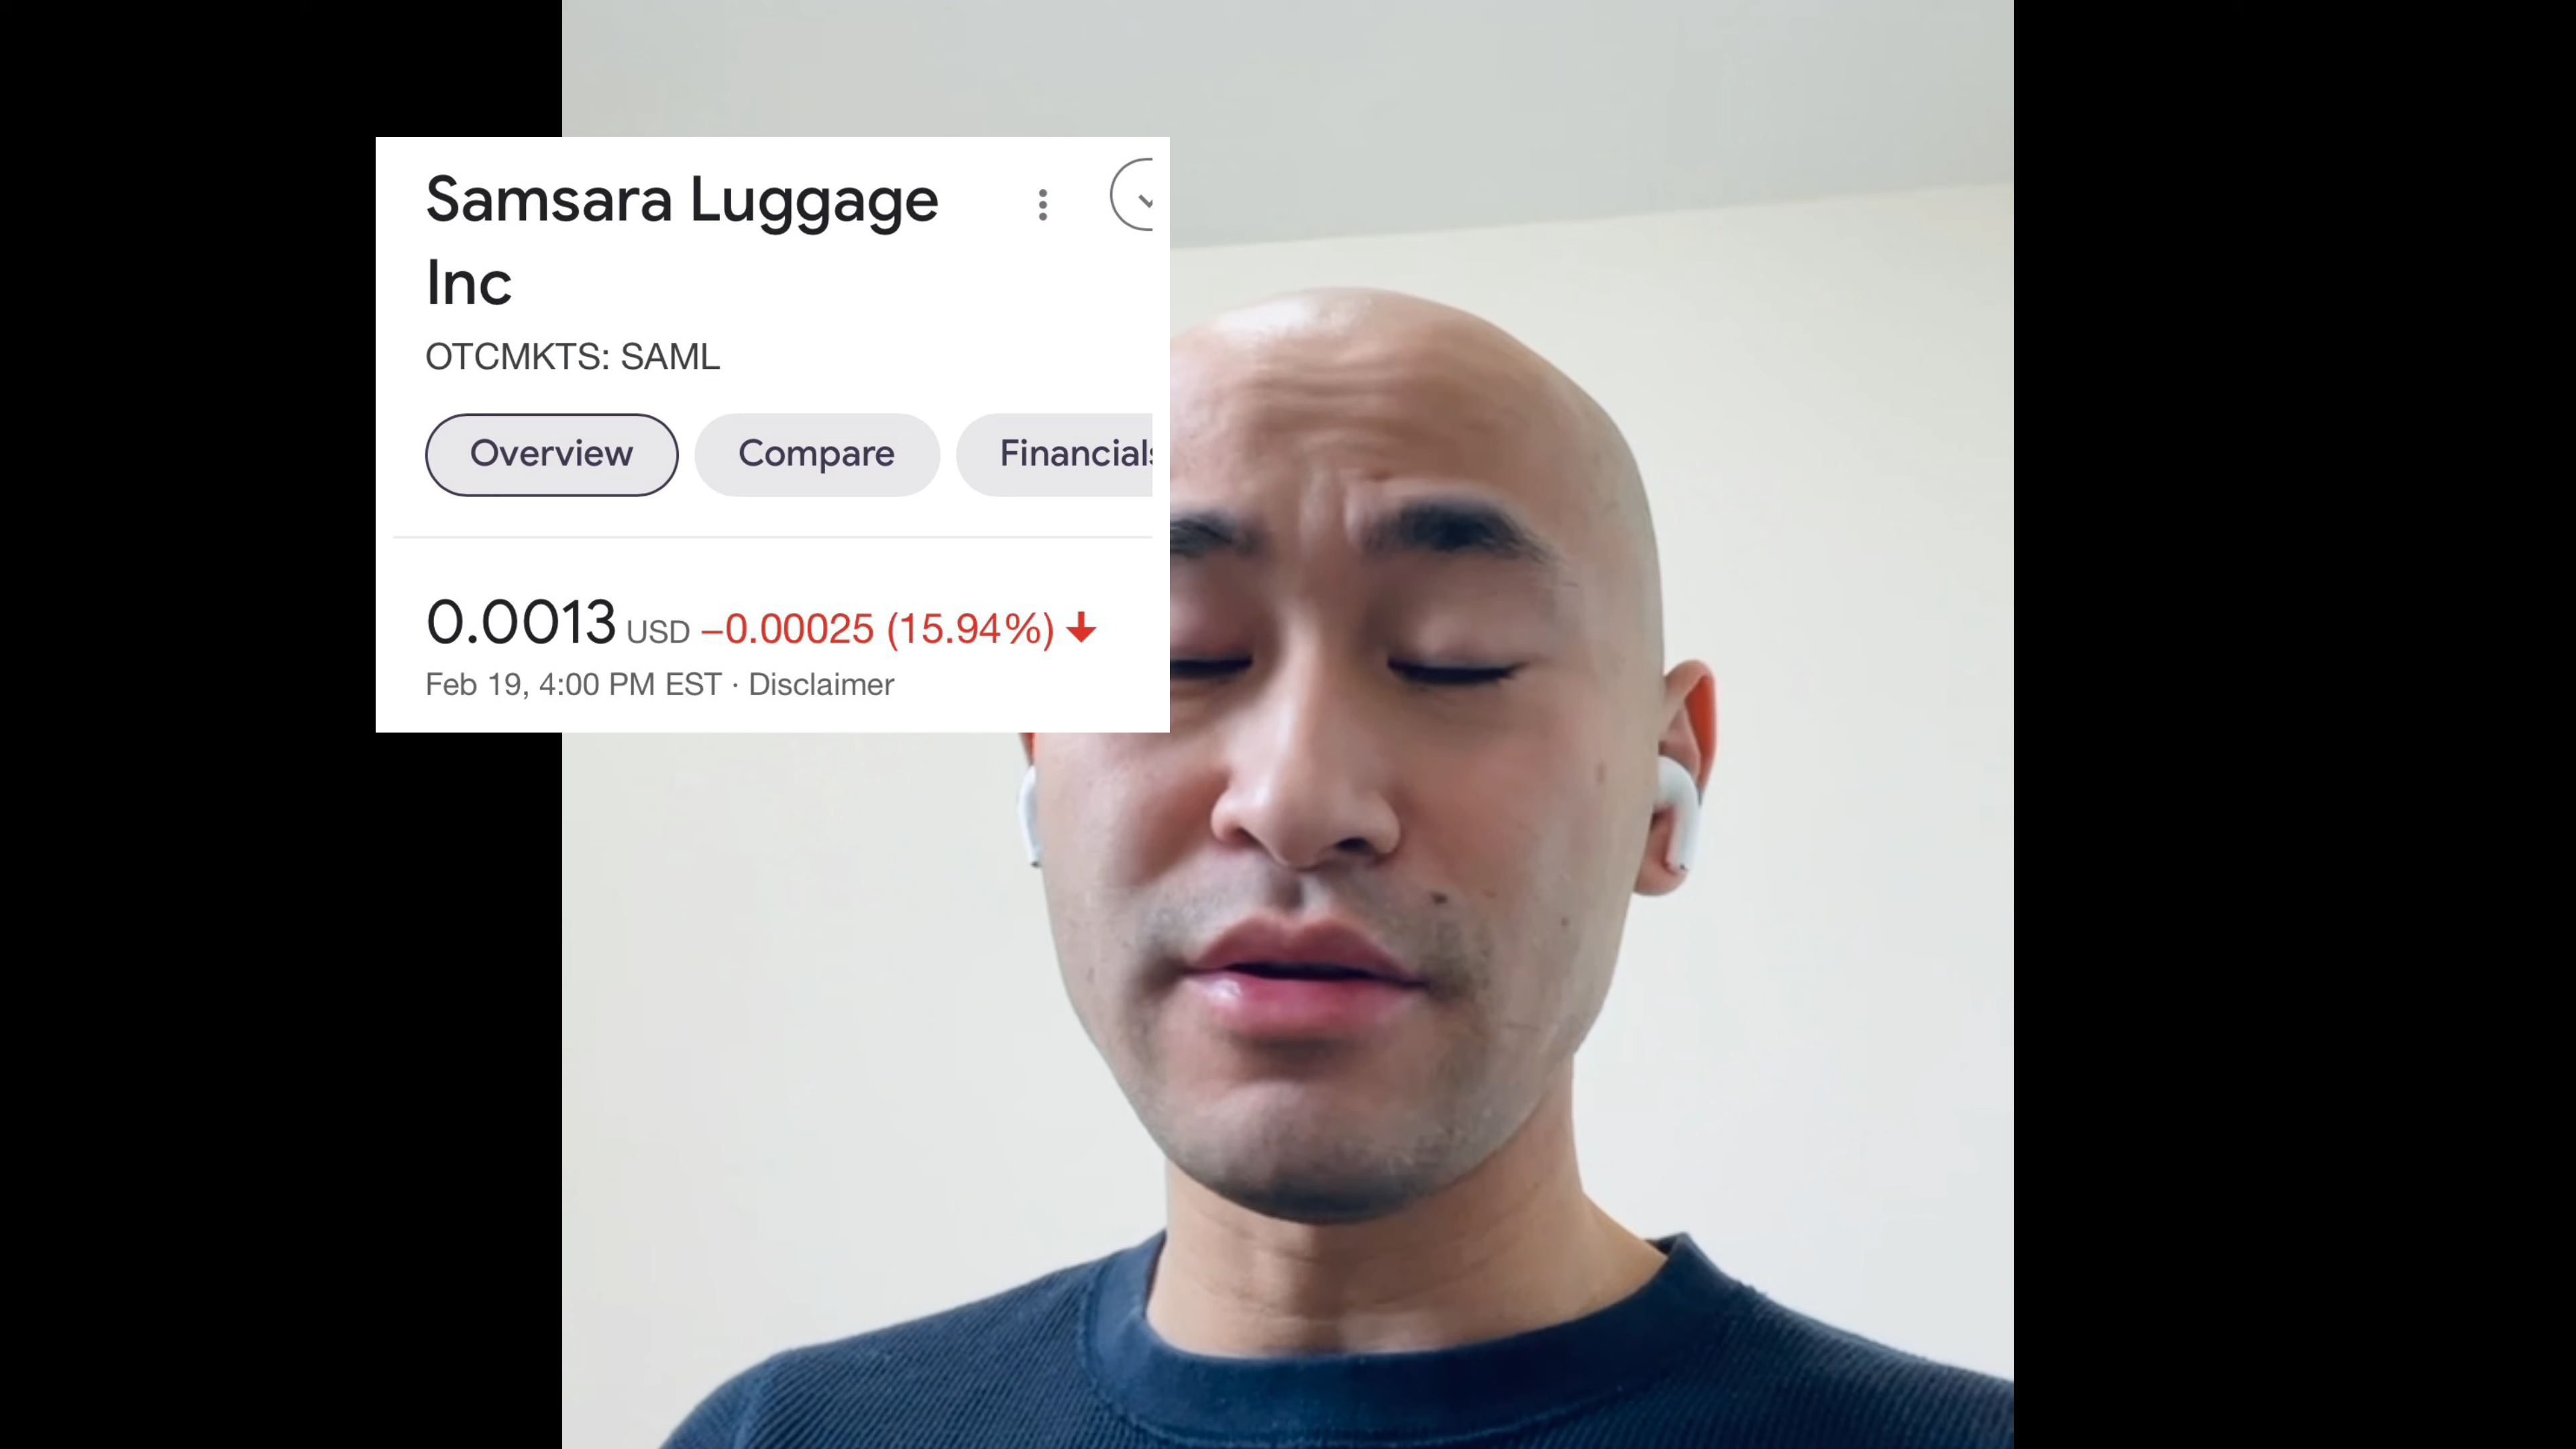 Samsara Luggage
Inc
OTCMKTS: SAML
Overview Compare Financials
0.0013 USD –0.00025 (15.94%)
Feb 19, 4:00 PM EST · Disclaimer